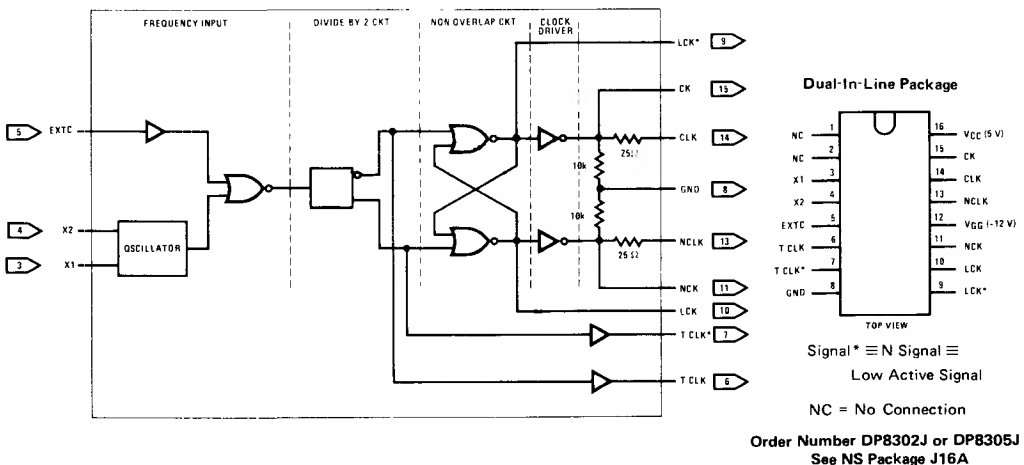 FREQUENCY INPUT
DIVIDE BY 2 CKT
NON OVERLAP CKT
CLOCK
DRIVER
LCK* 9
CK 15
5 EXTC
CLK 14
25Ω
10k
GND 8
10k
4 X2
OSCILLATOR
3 X1
NCLK 13
25 Ω
NCK 11
LCK 10
T CLK* 7
T CLK 6
Dual-In-Line Package
NC 1
NC 2
X1 3
X2 4
EXTC 5
T CLK 6
T CLK* 7
GND 8
16 VCC (5 V)
15 CK
14 CLK
13 NCLK
12 VGG (-12 V)
11 NCK
10 LCK
9 LCK*
TOP VIEW
Signal* ≡ N Signal ≡
Low Active Signal
NC = No Connection
Order Number DP8302J or DP8305J
See NS Package J16A